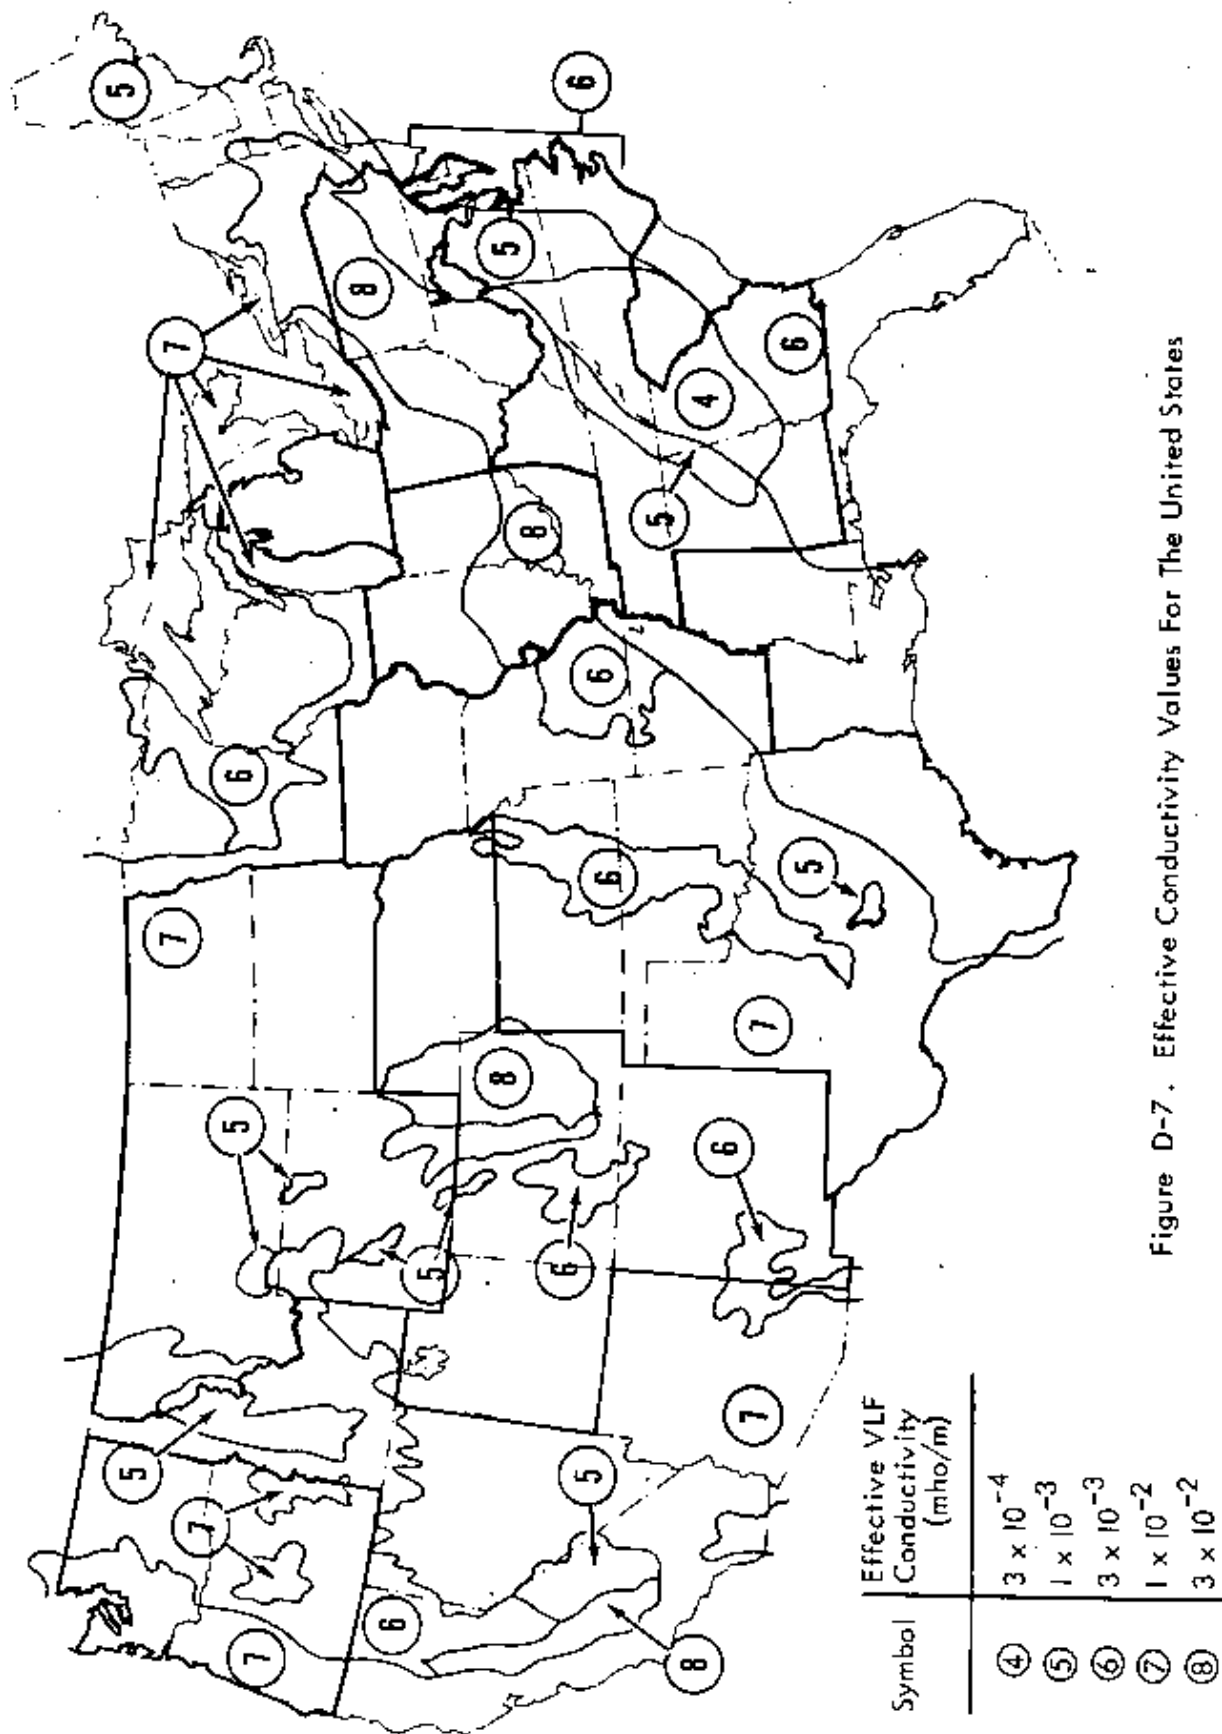 5
6
7
8
5
6
4
6
5
8
6
6
7
6
5
8
7
5
6
5
6
5
7
7
5
6
7
8
5
Figure D-7. Effective Conductivity Values For The United States
Symbol
Effective VLF
Conductivity
(mho/m)
4 3 x 10⁻⁴
5 1 x 10⁻³
6 3 x 10⁻³
7 1 x 10⁻²
8 3 x 10⁻²